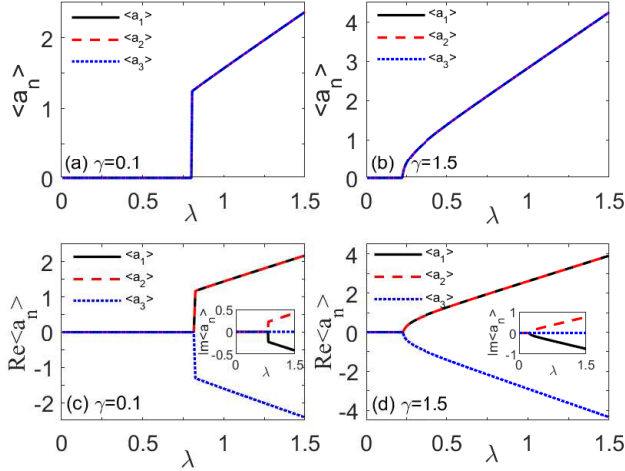 <a₁>
<a₂>
<a₃>
<aₙ>
2
1
0
(a) γ=0.1
0 0.5 1 1.5
λ
<a₁>
<a₂>
<a₃>
<aₙ>
4
3
2
1
0
(b) γ=1.5
0 0.5 1 1.5
λ
<a₁>
<a₂>
<a₃>
Re<aₙ>
2
1
0
-1
-2
Im<aₙ>
0.5
0
-0.5
0 1.5
λ
(c) γ=0.1
0 0.5 1 1.5
λ
<a₁>
<a₂>
<a₃>
Re<aₙ>
4
2
0
-2
-4
Im<aₙ>
1
0
-1
0 1.5
λ
(d) γ=1.5
0 0.5 1 1.5
λ